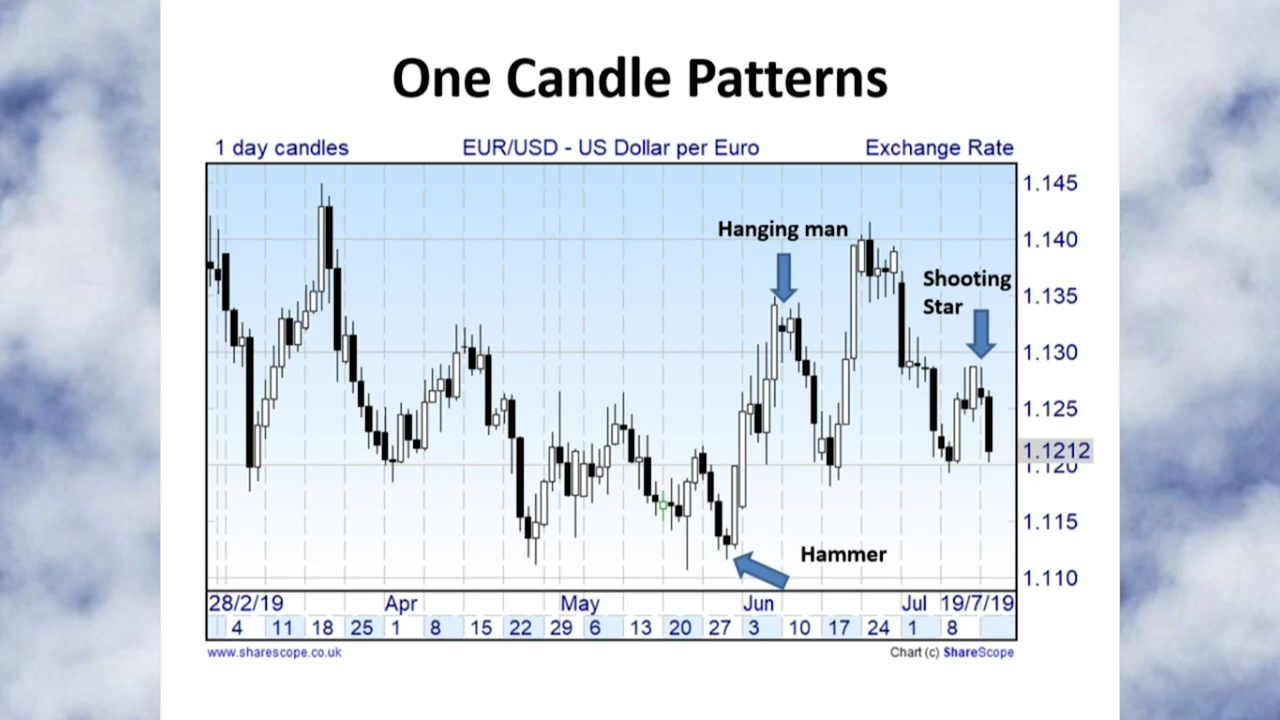 One Candle Patterns
1 day candles EUR/USD - US Dollar per Euro Exchange Rate
1.145
Hanging man
1.140
Shooting
Star
1.135
1.130
1.125
1.1212
1.120
1.115
Hammer
1.110
28/2/19 Apr May Jun Jul 19/7/19
4 11 18 25 1 8 15 22 29 6 13 20 27 3 10 17 24 1 8
www.sharescope.co.uk Chart (c) ShareScope